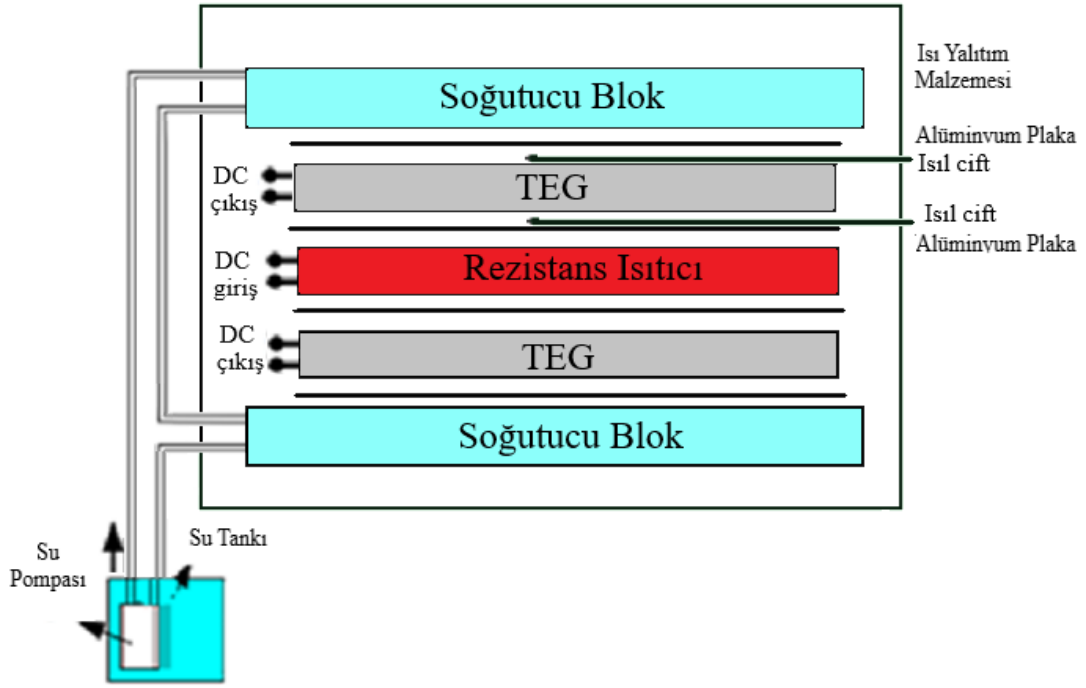 Isı Yalıtım
Malzemesi
Soğutucu Blok
Alüminyum Plaka
Isıl cift
DC
çıkış
TEG
Isıl cift
Alüminyum Plaka
DC
giriş
Rezistans Isıtıcı
DC
çıkış
TEG
Soğutucu Blok
Su Tankı
Su
Pompası